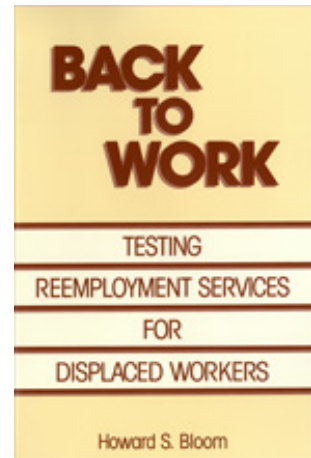 BACK
TO
WORK
TESTING
REEMPLOYMENT SERVICES
FOR
DISPLACED WORKERS
Howard S. Bloom